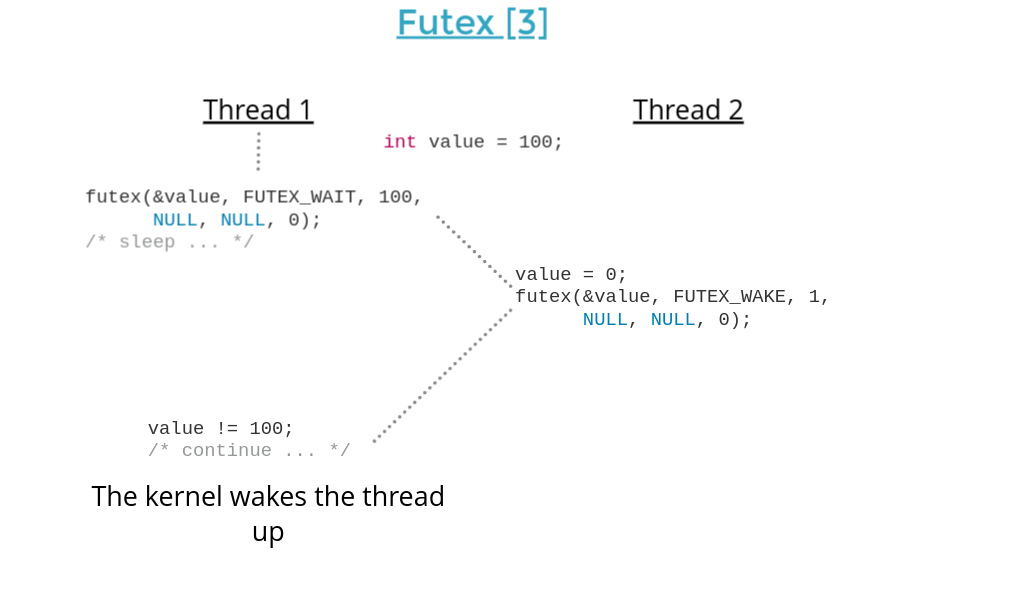 Futex [3]
Thread 1
Thread 2
int value = 100;
futex(&value, FUTEX_WAIT, 100,
NULL, NULL, 0);
/* sleep ... */
value = 0;
futex(&value, FUTEX_WAKE, 1,
NULL, NULL, 0);
value != 100;
/* continue ... */
The kernel wakes the thread
up